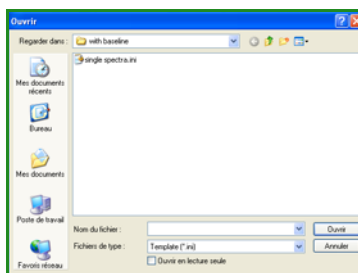 Ouvrir
Regarder dans :
with baseline
single spectra.ini
Mes documents
récents
Bureau
Mes documents
Poste de travail
Favoris réseau
Nom du fichier :
Ouvrir
Fichiers de type :
Template (*.ini)
Annuler
Ouvrir en lecture seule